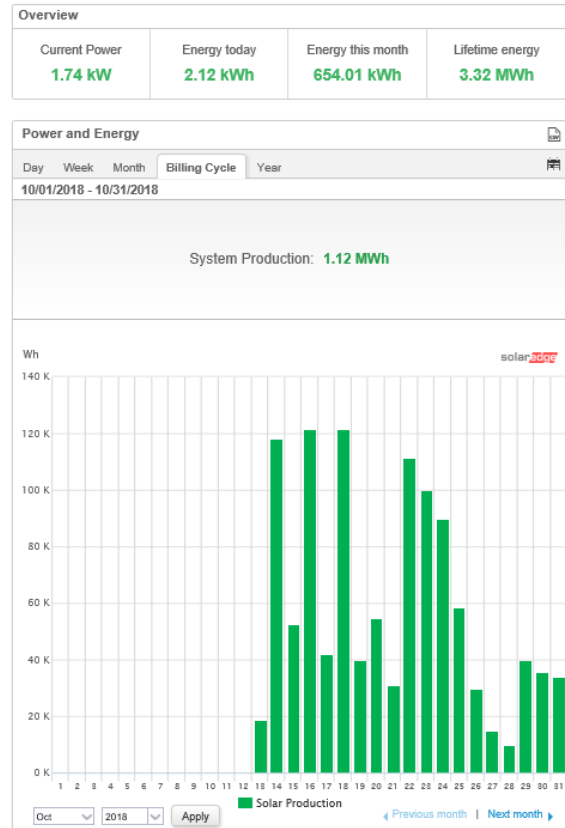 Overview
Current Power Energy today Energy this month Lifetime energy
1.74 kW 2.12 kWh 654.01 kWh 3.32 MWh
Power and Energy
CSV
Day Week Month Billing Cycle Year
10/01/2018 - 10/31/2018
System Production: 1.12 MWh
Wh solaredge
140 K
120 K
100 K
80 K
60 K
40 K
20 K
0 K
1 2 3 4 5 6 7 8 9 10 11 12 13 14 15 16 17 18 19 20 21 22 23 24 25 26 27 28 29 30 31
Solar Production
Oct 2018 Apply Previous month | Next month